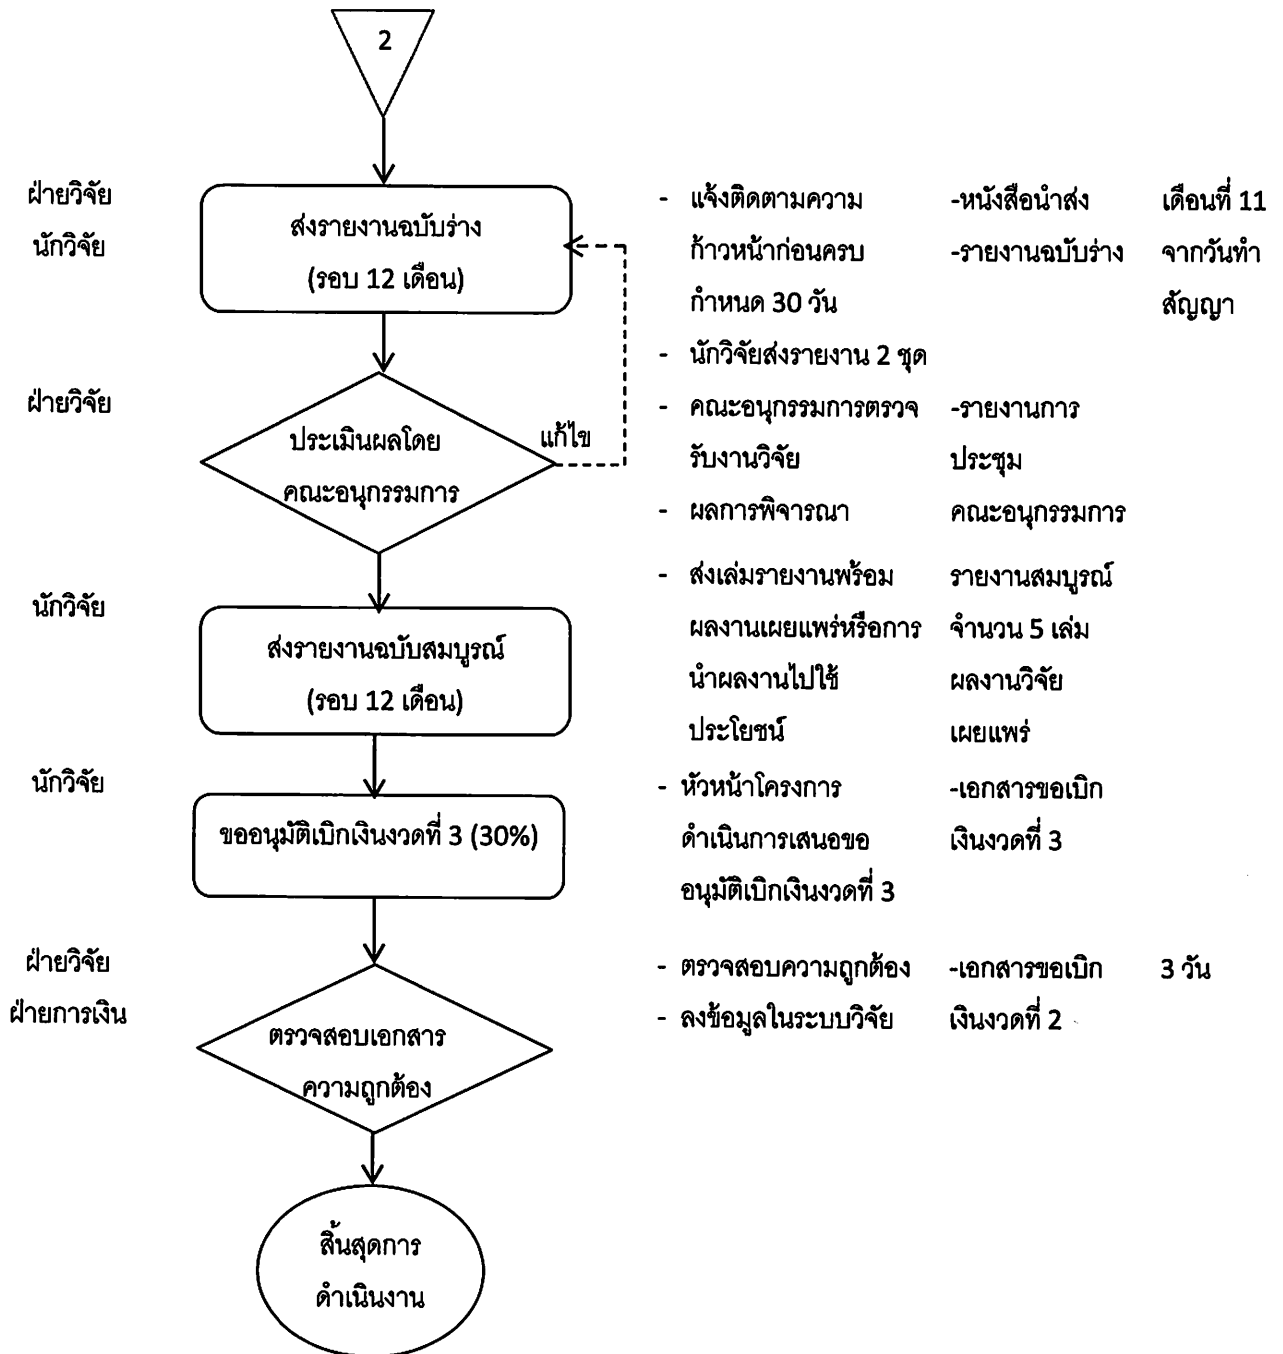 2
ฝ่ายวิจัย
นักวิจัย
ส่งรายงานฉบับร่าง
(รอบ 12 เดือน)
- แจ้งติดตามความ
ก้าวหน้าก่อนครบ
กำหนด 30 วัน
- นักวิจัยส่งรายงาน 2 ชุด
-หนังสือนำส่ง
-รายงานฉบับร่าง
เดือนที่ 11
จากวันทำ
สัญญา
ฝ่ายวิจัย
ประเมินผลโดย
คณะอนุกรรมการ
แก้ไข
- คณะอนุกรรมการตรวจ
รับงานวิจัย
- ผลการพิจารณา
-รายงานการ
ประชุม
คณะอนุกรรมการ
นักวิจัย
ส่งรายงานฉบับสมบูรณ์
(รอบ 12 เดือน)
- ส่งเล่มรายงานพร้อม
ผลงานเผยแพร่หรือการ
นำผลงานไปใช้
ประโยชน์
รายงานสมบูรณ์
จำนวน 5 เล่ม
ผลงานวิจัย
เผยแพร่
นักวิจัย
ขออนุมัติเบิกเงินงวดที่ 3 (30%)
- หัวหน้าโครงการ
ดำเนินการเสนอขอ
อนุมัติเบิกเงินงวดที่ 3
-เอกสารขอเบิก
เงินงวดที่ 3
ฝ่ายวิจัย
ฝ่ายการเงิน
ตรวจสอบเอกสาร
ความถูกต้อง
- ตรวจสอบความถูกต้อง
- ลงข้อมูลในระบบวิจัย
-เอกสารขอเบิก
เงินงวดที่ 2
3 วัน
สิ้นสุดการ
ดำเนินงาน